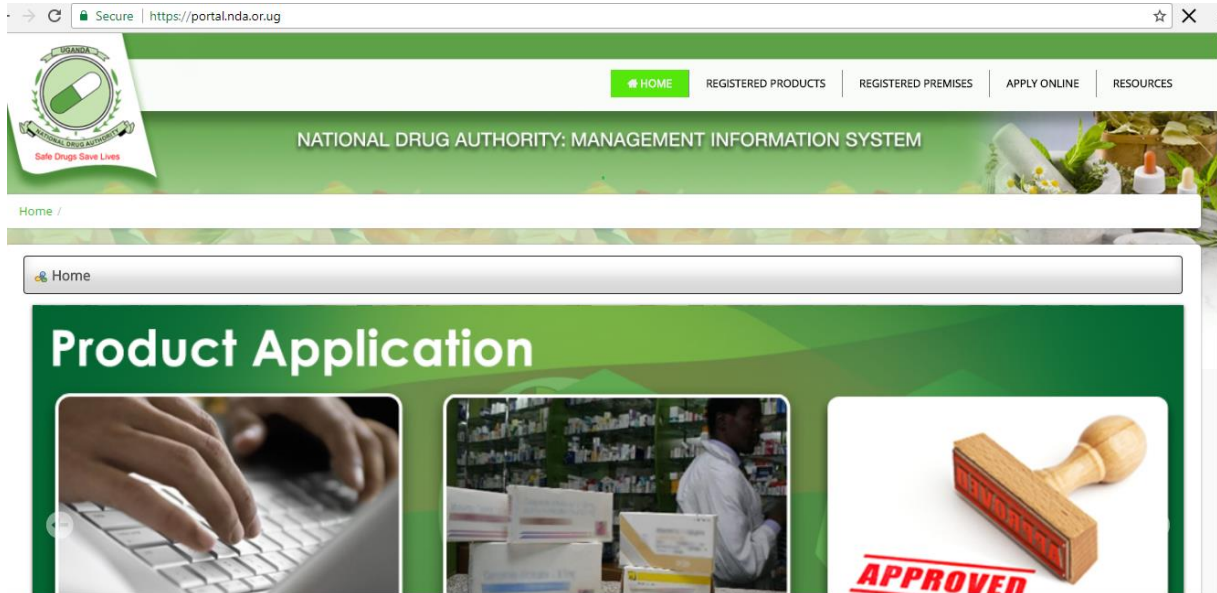 Secure | https://portal.nda.or.ug
UGANDA
NATIONAL DRUG AUTHORITY
Safe Drugs Save Lives
HOME REGISTERED PRODUCTS REGISTERED PREMISES APPLY ONLINE RESOURCES
NATIONAL DRUG AUTHORITY: MANAGEMENT INFORMATION SYSTEM
Home /
Home
Product Application
APPROVED
APPROVED